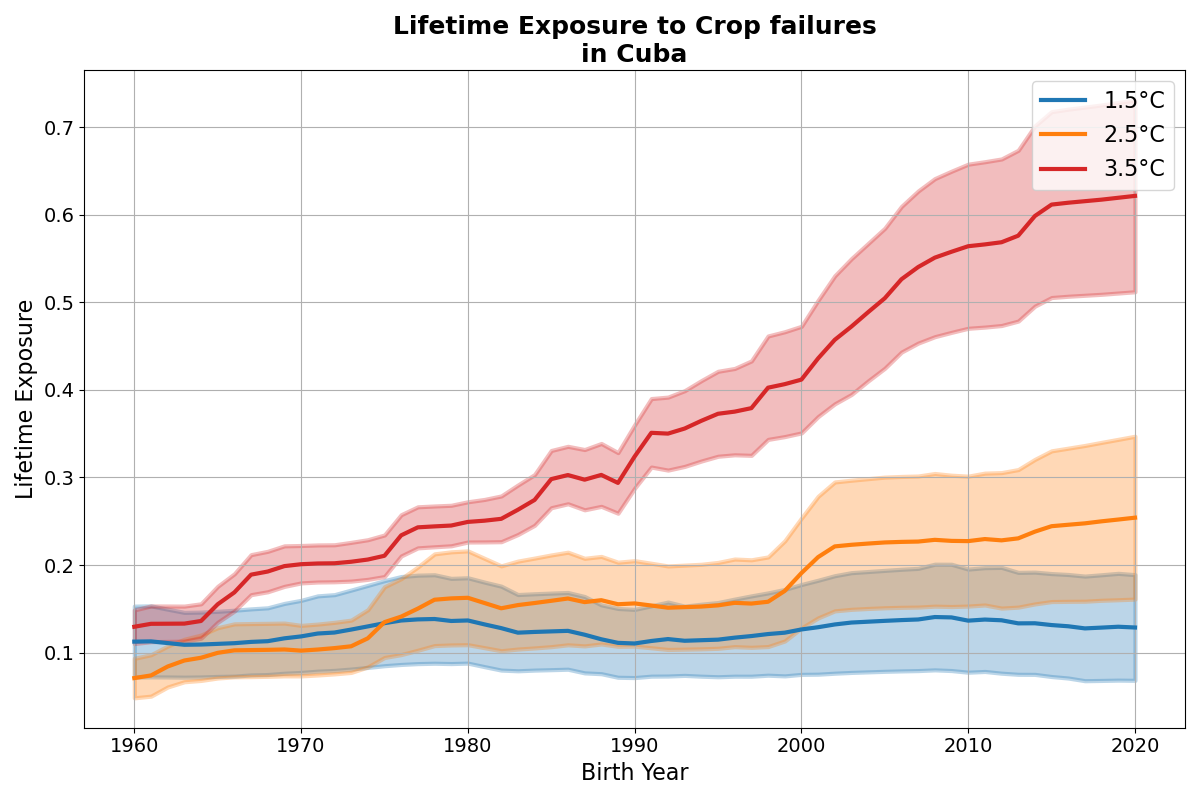 Lifetime Exposure to Crop failures
in Cuba
1.5°C
2.5°C
3.5°C
Lifetime Exposure
0.7
0.6
0.5
0.4
0.3
0.2
0.1
1960
1970
1980
1990
2000
2010
2020
Birth Year